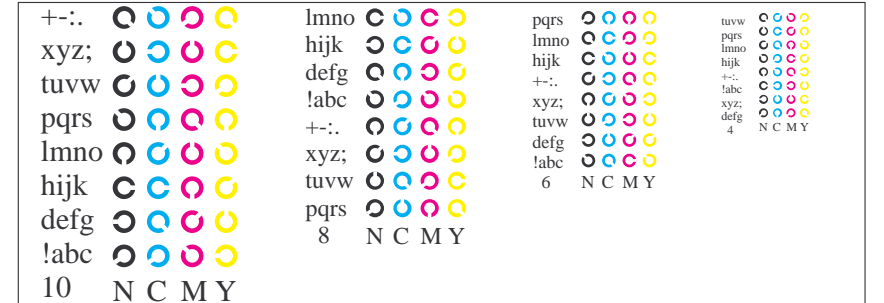 +-:.
xyz;
tuvw
pqrs
lmno
hijk
defg
!abc
10 N C M Y
lmno
hijk
defg
!abc
+-:.
xyz;
tuvw
pqrs
8 N C M Y
pqrs
lmno
hijk
+-:.
xyz;
tuvw
defg
!abc
6 N C M Y
tuvw
pqrs
lmno
hijk
+-:.
!abc
xyz;
defg
4 N C M Y